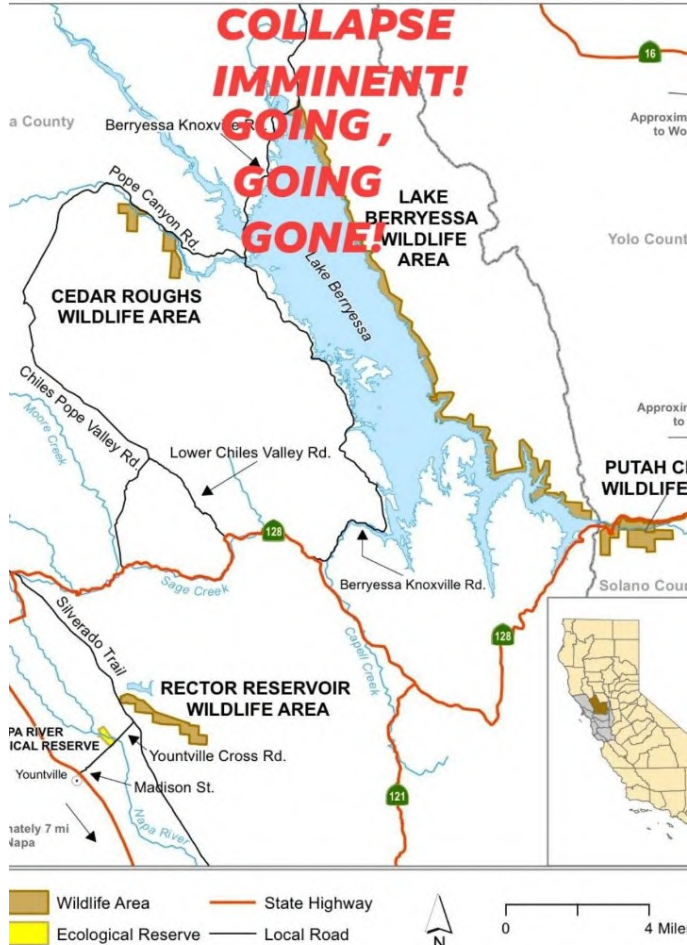 COLLAPSE
IMMINENT!
GOING ,
GOING
GONE!
16
a County
Approxim
to Wo
Berryessa Knoxville Rd.
Pope Canyon Rd.
LAKE
BERRYESSA
WILDLIFE
AREA
Yolo Count
Lake Berryessa
CEDAR ROUGHS
WILDLIFE AREA
Chiles Pope Valley Rd.
Moore Creek
Approxim
to
Lower Chiles Valley Rd.
PUTAH C
WILDLIFE
128
Berryessa Knoxville Rd.
Sage Creek
Solano Coun
Silverado Trail
Capell Creek
128
RECTOR RESERVOIR
WILDLIFE AREA
PA RIVER
ICAL RESERVE
Yountville Cross Rd.
Yountville
Madison St.
121
Napa River
nately 7 mi
Napa
Wildlife Area
State Highway
Ecological Reserve
Local Road
N
0
4 Miles